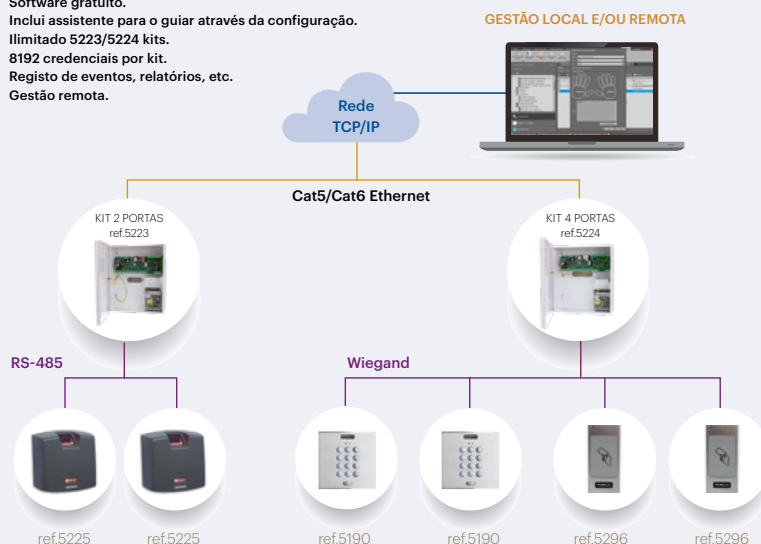 Software gratuito.
Inclui assistente para o guiar através da configuração.
Ilimitado 5223/5224 kits.
8192 credenciais por kit.
Registo de eventos, relatórios, etc.
Gestão remota.
GESTÃO LOCAL E/OU REMOTA
Rede
TCP/IP
Cat5/Cat6 Ethernet
KIT 2 PORTAS
ref.5223
KIT 4 PORTAS
ref.5224
RS-485
Wiegand
ref.5225
ref.5225
ref.5190
ref.5190
ref.5296
ref.5296